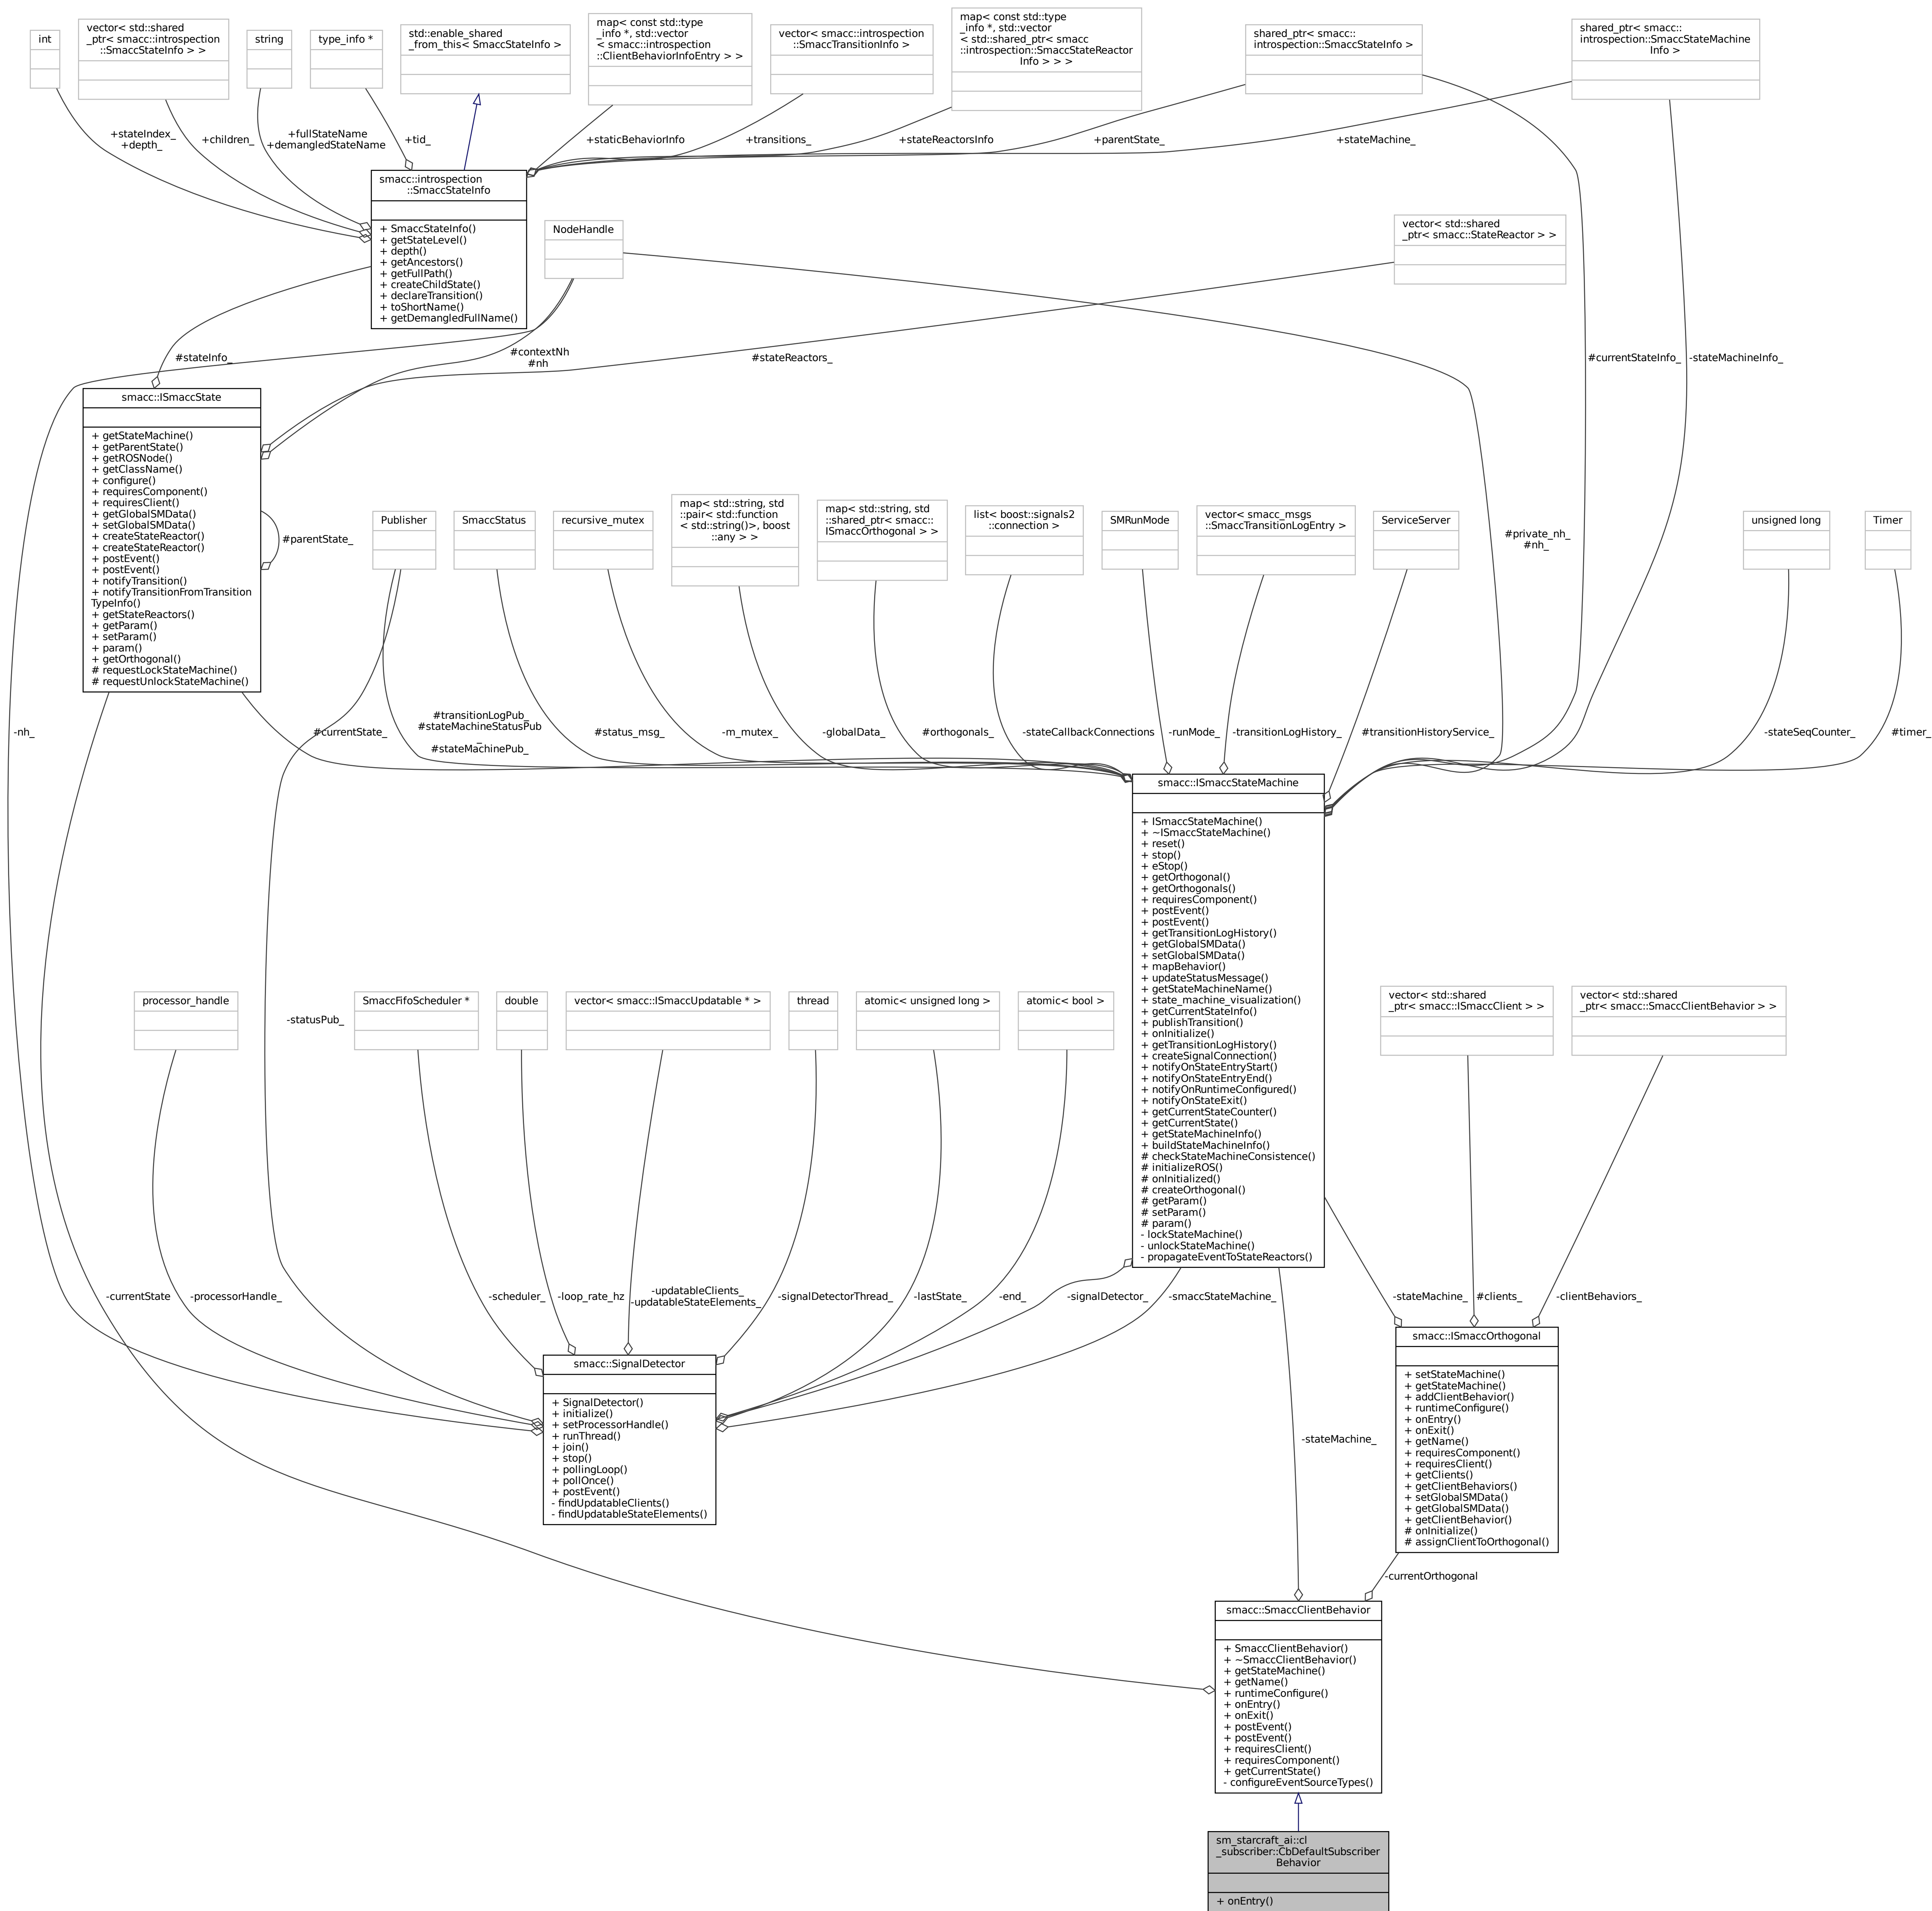 int
vector< std::shared
_ptr< smacc::introspection
::SmaccStateInfo > >
string
type_info *
std::enable_shared
_from_this< SmaccStateInfo >
map< const std::type
_info *, std::vector
< smacc::introspection
::ClientBehaviorInfoEntry > >
vector< smacc::introspection
::SmaccTransitionInfo >
map< const std::type
_info *, std::vector
< std::shared_ptr< smacc
::introspection::SmaccStateReactor
Info > > >
shared_ptr< smacc::
introspection::SmaccStateInfo >
shared_ptr< smacc::
introspection::SmaccStateMachine
Info >
+stateIndex_
+depth_
+children_
+fullStateName
+demangledStateName
+tid_
+staticBehaviorInfo
+transitions_
+stateReactorsInfo
+parentState_
+stateMachine_
smacc::introspection
::SmaccStateInfo
+ SmaccStateInfo()
+ getStateLevel()
+ depth()
+ getAncestors()
+ getFullPath()
+ createChildState()
+ declareTransition()
+ toShortName()
+ getDemangledFullName()
NodeHandle
vector< std::shared
_ptr< smacc::StateReactor > >
#stateInfo_
#contextNh
#nh
#stateReactors_
#currentStateInfo_
-stateMachineInfo_
smacc::ISmaccState
+ getStateMachine()
+ getParentState()
+ getROSNode()
+ getClassName()
+ configure()
+ requiresComponent()
+ requiresClient()
+ getGlobalSMData()
+ setGlobalSMData()
+ createStateReactor()
+ createStateReactor()
+ postEvent()
+ postEvent()
+ notifyTransition()
+ notifyTransitionFromTransition
TypeInfo()
+ getStateReactors()
+ getParam()
+ setParam()
+ param()
+ getOrthogonal()
# requestLockStateMachine()
# requestUnlockStateMachine()
#parentState_
Publisher
SmaccStatus
recursive_mutex
map< std::string, std
::pair< std::function
< std::string()>, boost
::any > >
map< std::string, std
::shared_ptr< smacc::
ISmaccOrthogonal > >
list< boost::signals2
::connection >
SMRunMode
vector< smacc_msgs
::SmaccTransitionLogEntry >
ServiceServer
#private_nh_
#nh_
unsigned long
Timer
-nh_
#currentState_
#transitionLogPub_
#stateMachineStatusPub
_
#stateMachinePub_
#status_msg_
-m_mutex_
-globalData_
#orthogonals_
-stateCallbackConnections
-runMode_
-transitionLogHistory_
#transitionHistoryService_
-stateSeqCounter_
#timer_
smacc::ISmaccStateMachine
+ ISmaccStateMachine()
+ ~ISmaccStateMachine()
+ reset()
+ stop()
+ eStop()
+ getOrthogonal()
+ getOrthogonals()
+ requiresComponent()
+ postEvent()
+ postEvent()
+ getTransitionLogHistory()
+ getGlobalSMData()
+ setGlobalSMData()
+ mapBehavior()
+ updateStatusMessage()
+ getStateMachineName()
+ state_machine_visualization()
+ getCurrentStateInfo()
+ publishTransition()
+ onInitialize()
+ getTransitionLogHistory()
+ createSignalConnection()
+ notifyOnStateEntryStart()
+ notifyOnStateEntryEnd()
+ notifyOnRuntimeConfigured()
+ notifyOnStateExit()
+ getCurrentStateCounter()
+ getCurrentState()
+ getStateMachineInfo()
+ buildStateMachineInfo()
# checkStateMachineConsistence()
# initializeROS()
# onInitialized()
# createOrthogonal()
# getParam()
# setParam()
# param()
- lockStateMachine()
- unlockStateMachine()
- propagateEventToStateReactors()
processor_handle
-statusPub_
SmaccFifoScheduler *
double
vector< smacc::ISmaccUpdatable * >
thread
atomic< unsigned long >
atomic< bool >
vector< std::shared
_ptr< smacc::ISmaccClient > >
vector< std::shared
_ptr< smacc::SmaccClientBehavior > >
-currentState
-processorHandle_
-scheduler_
-loop_rate_hz
-updatableClients_
-updatableStateElements_
-signalDetectorThread_
-lastState_
-end_
-signalDetector_
-smaccStateMachine_
-stateMachine_
#clients_
-clientBehaviors_
smacc::SignalDetector
+ SignalDetector()
+ initialize()
+ setProcessorHandle()
+ runThread()
+ join()
+ stop()
+ pollingLoop()
+ pollOnce()
+ postEvent()
- findUpdatableClients()
- findUpdatableStateElements()
-stateMachine_
smacc::ISmaccOrthogonal
+ setStateMachine()
+ getStateMachine()
+ addClientBehavior()
+ runtimeConfigure()
+ onEntry()
+ onExit()
+ getName()
+ requiresComponent()
+ requiresClient()
+ getClients()
+ getClientBehaviors()
+ setGlobalSMData()
+ getGlobalSMData()
+ getClientBehavior()
# onInitialize()
# assignClientToOrthogonal()
-currentOrthogonal
smacc::SmaccClientBehavior
+ SmaccClientBehavior()
+ ~SmaccClientBehavior()
+ getStateMachine()
+ getName()
+ runtimeConfigure()
+ onEntry()
+ onExit()
+ postEvent()
+ postEvent()
+ requiresClient()
+ requiresComponent()
+ getCurrentState()
- configureEventSourceTypes()
sm_starcraft_ai::cl
_subscriber::CbDefaultSubscriber
Behavior
+ onEntry()